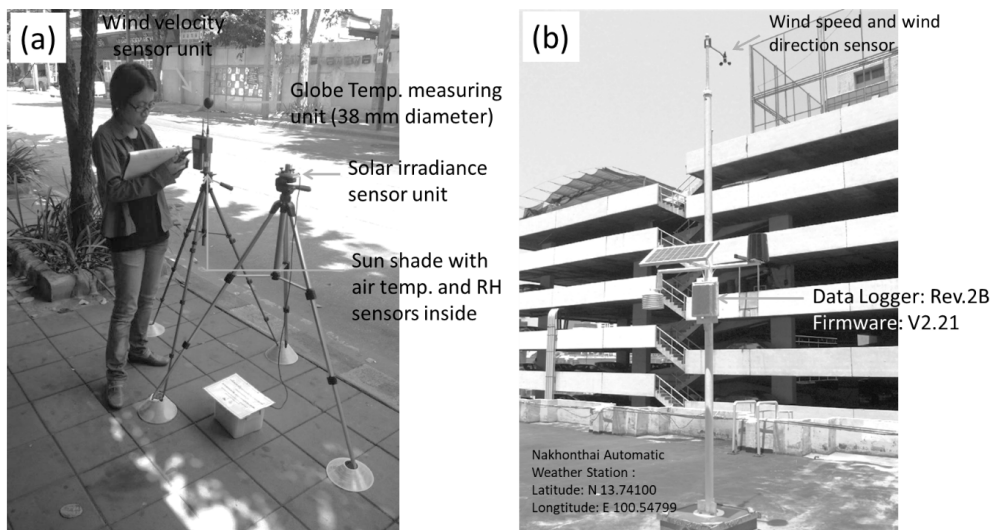 (a)
Wind velocity
sensor unit
Globe Temp. measuring
unit (38 mm diameter)
Solar irradiance
sensor unit
Sun shade with
air temp. and RH
sensors inside
(b)
Wind speed and wind
direction sensor
Data Logger: Rev.2B
Firmware: V2.21
Nakhonthai Automatic
Weather Station :
Latitude: N 13.74100
Longtitude: E 100.54799